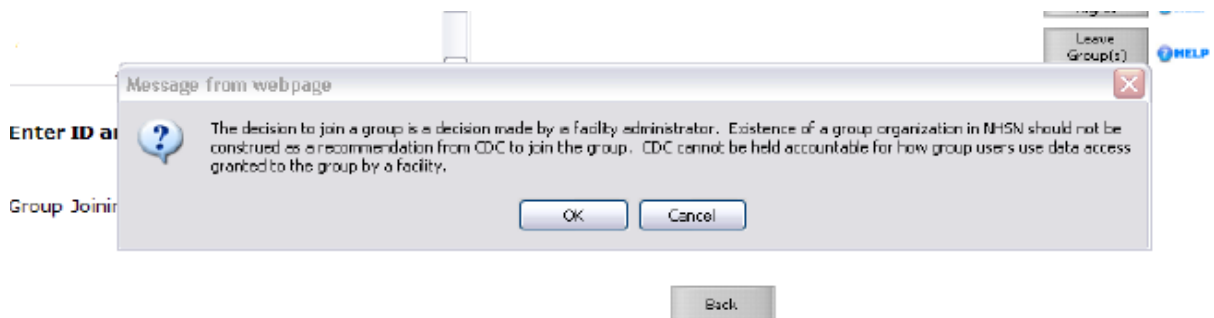 Leave
Group(s)
HELP
Message from webpage
Enter ID a
The decision to join a group is a decision made by a facility administrator. Existence of a group organization in NHSN should not be
construed as a recommendation from CDC to join the group. CDC cannot be held accountable for how group users use data access
granted to the group by a facility.
Group Joini
OK
Cancel
Back